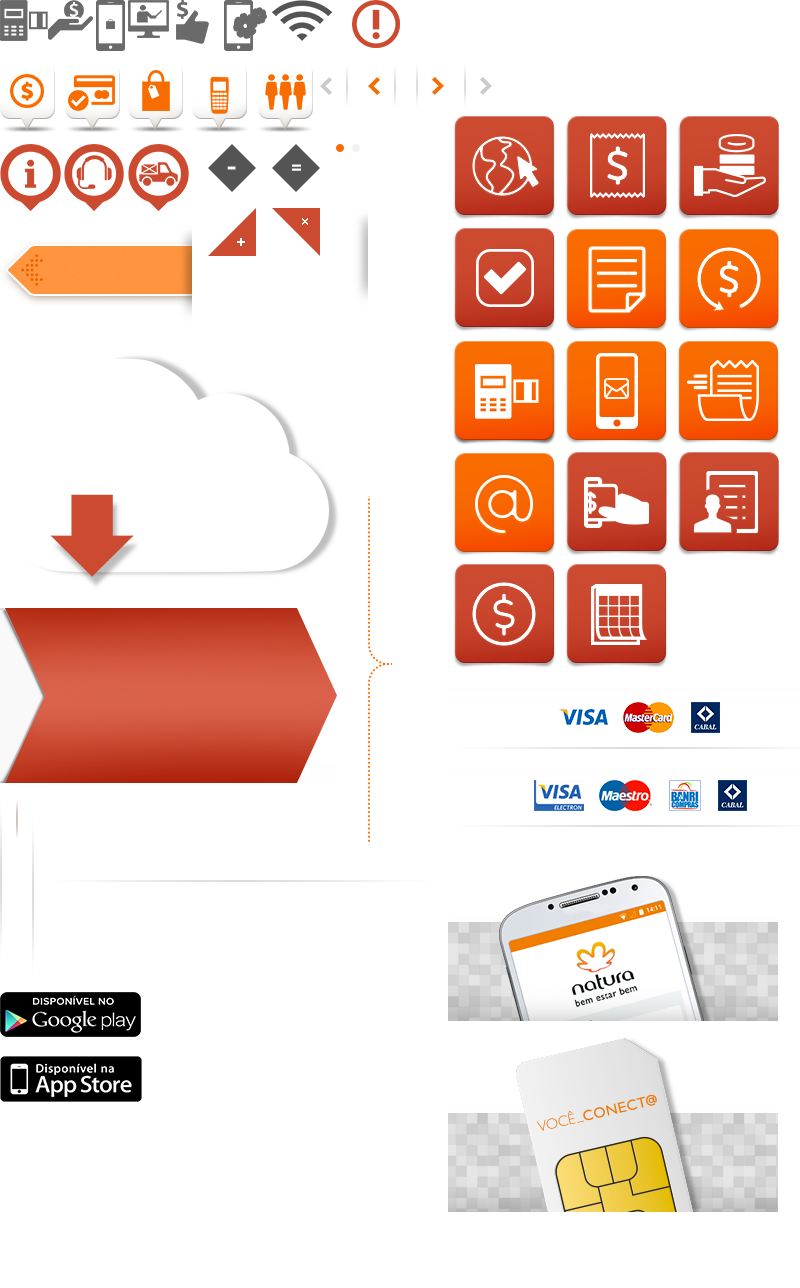 VISA
MasterCard
CABAL
VISA
ELECTRON
Maestro
BANRI
COMPRAS
CABAL
14:11
natura
bem estar bem
DISPONÍVEL NO
Google play
Disponível na
App Store
VOCÊ_CONECT@